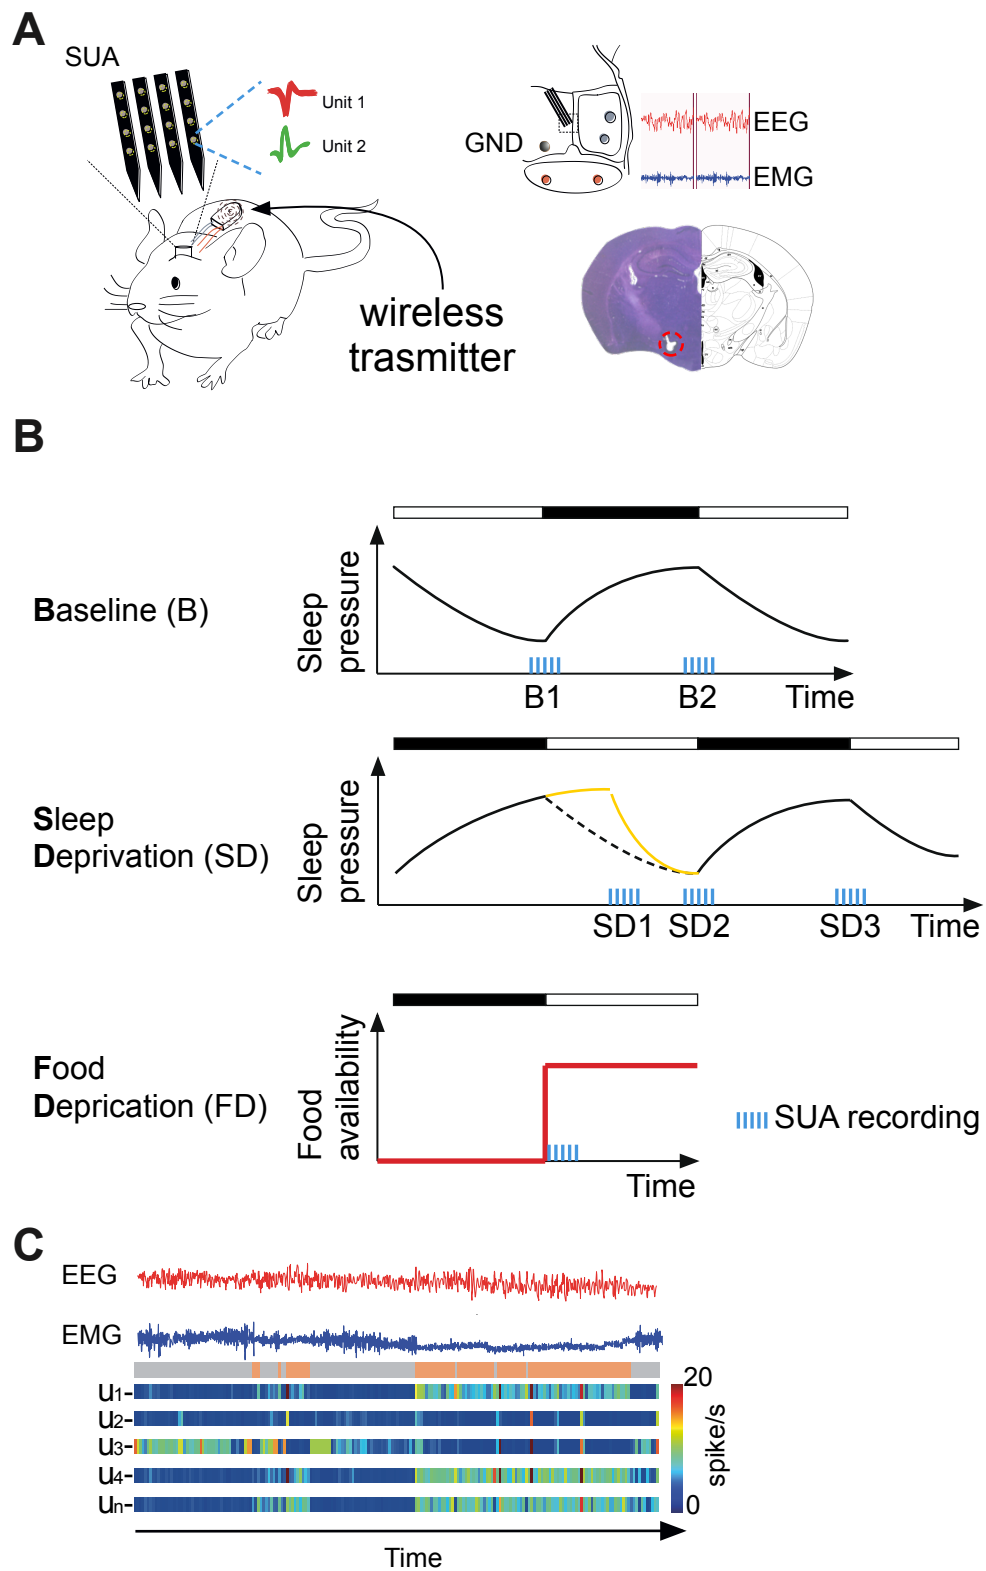 A
SUA
Unit 1
Unit 2
GND
EEG
EMG
wireless
trasmitter
B
Baseline (B)
Sleep
pressure
B1
B2
Time
Sleep
Deprivation (SD)
Sleep
pressure
SD1
SD2
SD3
Time
Food
Deprication (FD)
Food
availability
Time
SUA recording
C
EEG
EMG
u1-
u2-
u3-
u4-
un-
20
0
spike/s
Time